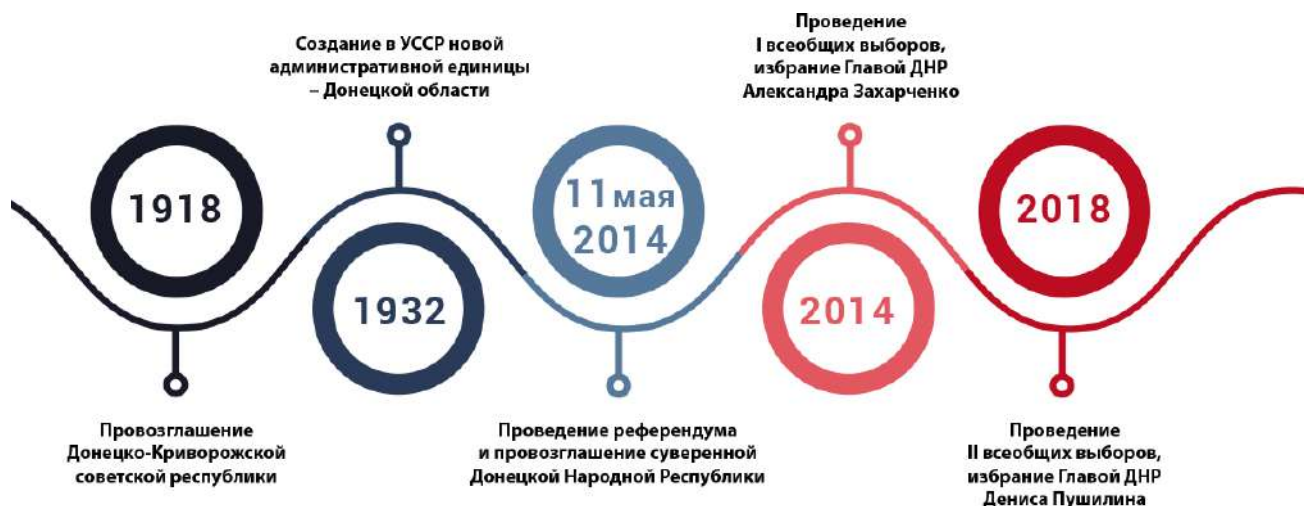 1918
Провозглашение
Донецко-Криворожской
советской республики
Создание в УССР новой
административной единицы
– Донецкой области
1932
11 мая
2014
Проведение референдума
и провозглашение суверенной
Донецкой Народной Республики
Проведение
I всеобщих выборов,
избрание Главой ДНР
Александра Захарченко
2014
2018
Проведение
II всеобщих выборов,
избрание Главой ДНР
Дениса Пушилина